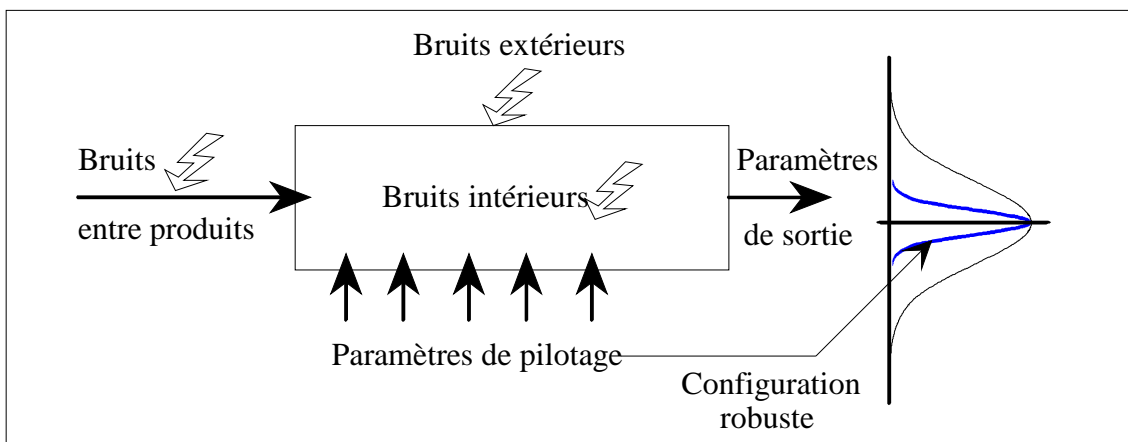 Bruits extérieurs
Bruits
entre produits
Bruits intérieurs
Paramètres
de sortie
Paramètres de pilotage
Configuration
robuste